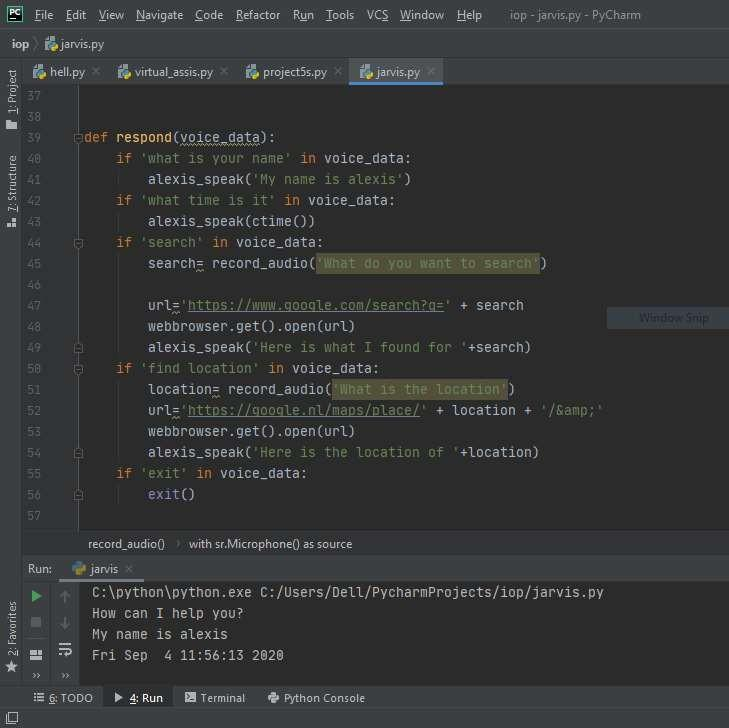 PC File Edit View Navigate Code Refactor Run Tools VCS Window Help iop - jarvis.py - PyCharm
iop jarvis.py
hell.py virtual_assis.py project5s.py jarvis.py
1: Project
7: Structure
37
38
39 def respond(voice_data):
40 if 'what is your name' in voice_data:
41 alexis_speak('My name is alexis')
42 if 'what time is it' in voice_data:
43 alexis_speak(ctime())
44 if 'search' in voice_data:
45 search= record_audio('What do you want to search')
46
47 url='https://www.google.com/search?q=' + search
48 webbrowser.get().open(url)
49 alexis_speak('Here is what I found for '+search)
50 if 'find location' in voice_data:
51 location= record_audio('What is the location')
52 url='https://google.nl/maps/place/' + location + '/&amp;'
53 webbrowser.get().open(url)
54 alexis_speak('Here is the location of '+location)
55 if 'exit' in voice_data:
56 exit()
57
Window Snip
record_audio() › with sr.Microphone() as source
Run: jarvis
C:\python\python.exe C:/Users/Dell/PycharmProjects/iop/jarvis.py
How can I help you?
My name is alexis
Fri Sep  4 11:56:13 2020
2: Favorites
6: TODO 4: Run Terminal Python Console